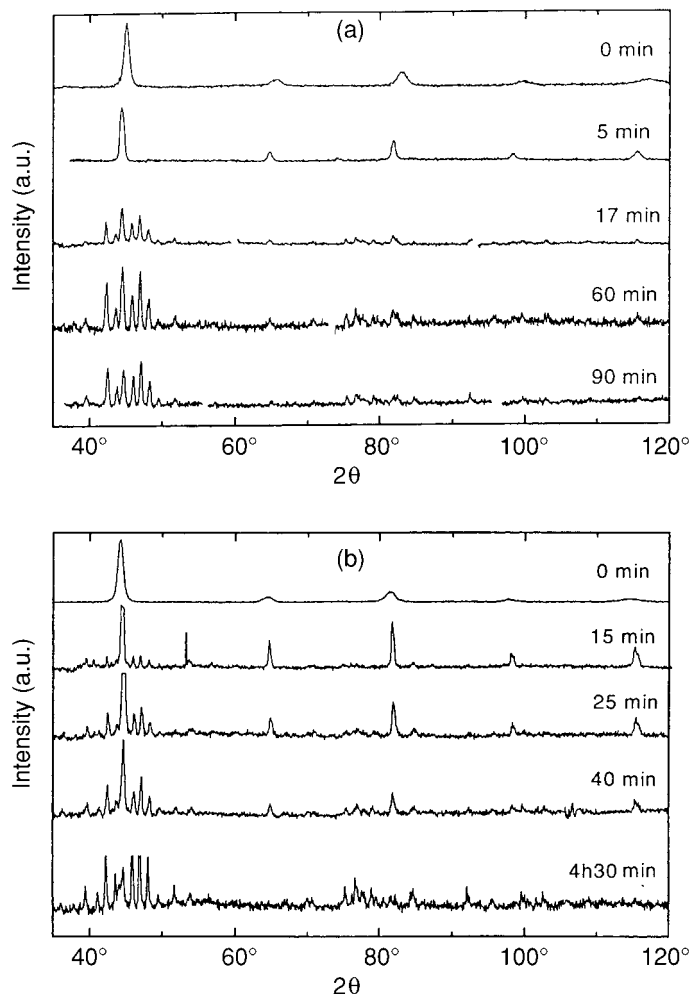 (a)
0 min
5 min
17 min
60 min
90 min
Intensity (a.u.)
40° 60° 80° 100° 120°
2θ
(b)
0 min
15 min
25 min
40 min
4h30 min
Intensity (a.u.)
40° 60° 80° 100° 120°
2θ